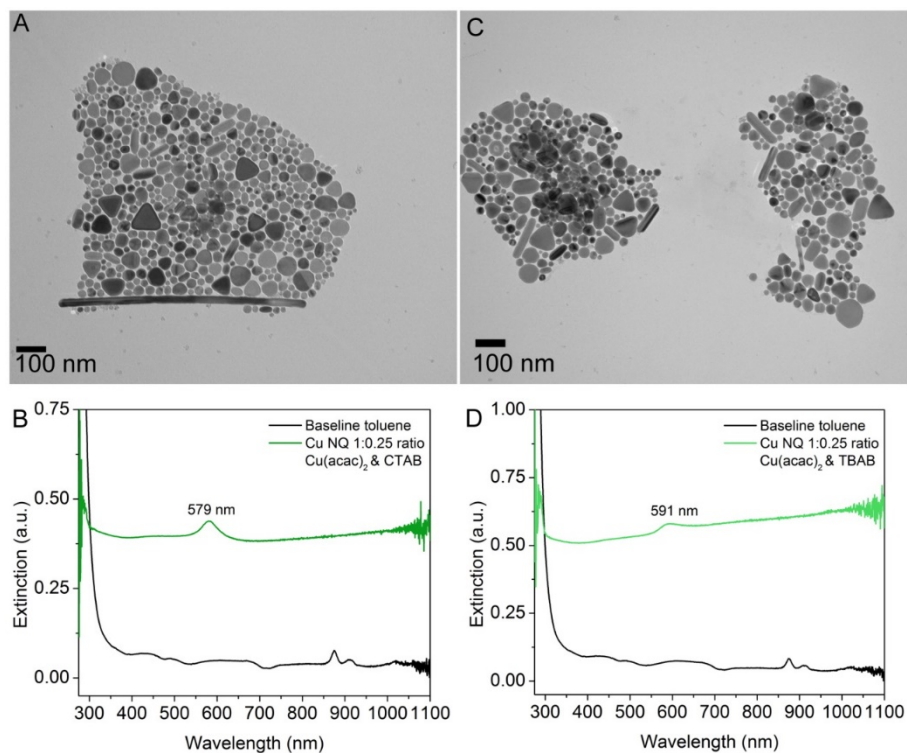 A
100 nm
C
100 nm
B
0.75
0.50
0.25
0.00
Extinction (a.u.)
Baseline toluene
Cu NQ 1:0.25 ratio
Cu(acac)₂ & CTAB
579 nm
300 400 500 600 700 800 900 1000 1100
Wavelength (nm)
D
1.00
0.75
0.50
0.25
0.00
Extinction (a.u.)
Baseline toluene
Cu NQ 1:0.25 ratio
Cu(acac)₂ & TBAB
591 nm
300 400 500 600 700 800 900 1000 1100
Wavelength (nm)